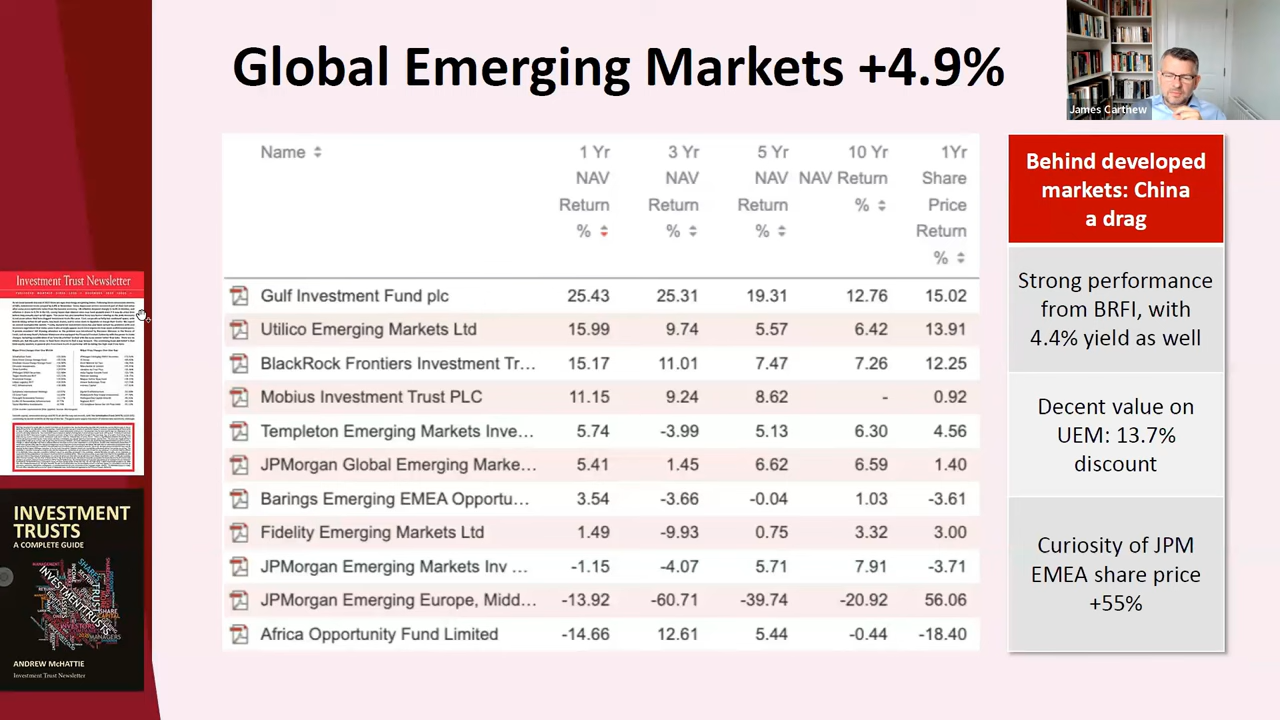 Global Emerging Markets +4.9%
James Carthew
Name
1 Yr NAV Return %
3 Yr NAV Return %
5 Yr NAV Return %
10 Yr NAV Return %
1Yr Share Price Return %
Gulf Investment Fund plc 25.43 25.31 19.31 12.76 15.02
Utilico Emerging Markets Ltd 15.99 9.74 5.57 6.42 13.91
BlackRock Frontiers Investment Tr... 15.17 11.01 7.47 7.26 12.25
Mobius Investment Trust PLC 11.15 9.24 8.62 - 0.92
Templeton Emerging Markets Inve... 5.74 -3.99 5.13 6.30 4.56
JPMorgan Global Emerging Marke... 5.41 1.45 6.62 6.59 1.40
Barings Emerging EMEA Opportu... 3.54 -3.66 -0.04 1.03 -3.61
Fidelity Emerging Markets Ltd 1.49 -9.93 0.75 3.32 3.00
JPMorgan Emerging Markets Inv ... -1.15 -4.07 5.71 7.91 -3.71
JPMorgan Emerging Europe, Midd... -13.92 -60.71 -39.74 -20.92 56.06
Africa Opportunity Fund Limited -14.66 12.61 5.44 -0.44 -18.40
Behind developed
markets: China
a drag
Strong performance
from BRFI, with
4.4% yield as well
Decent value on
UEM: 13.7%
discount
Curiosity of JPM
EMEA share price
+55%
Investment Trust Newsletter
INVESTMENT
TRUSTS
A COMPLETE GUIDE
ANDREW McHATTIE
Investment Trust Newsletter